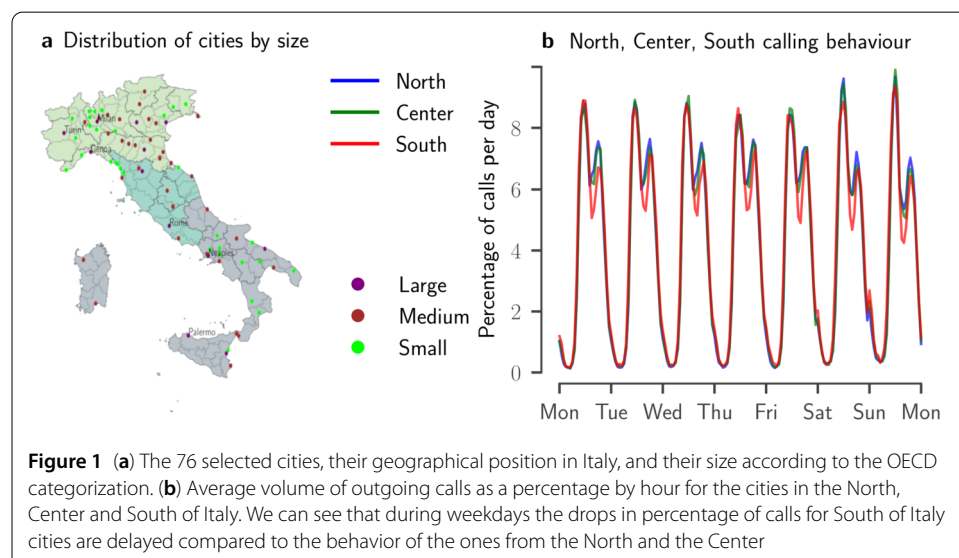 a Distribution of cities by size
North
Center
South
Milan
Turin
Genoa
Rome
Naples
Palermo
Large
Medium
Small
b North, Center, South calling behaviour
Percentage of calls per day
8
6
4
2
0
Mon Tue Wed Thu Fri Sat Sun Mon
Figure 1 (a) The 76 selected cities, their geographical position in Italy, and their size according to the OECD
categorization. (b) Average volume of outgoing calls as a percentage by hour for the cities in the North,
Center and South of Italy. We can see that during weekdays the drops in percentage of calls for South of Italy
cities are delayed compared to the behavior of the ones from the North and the Center